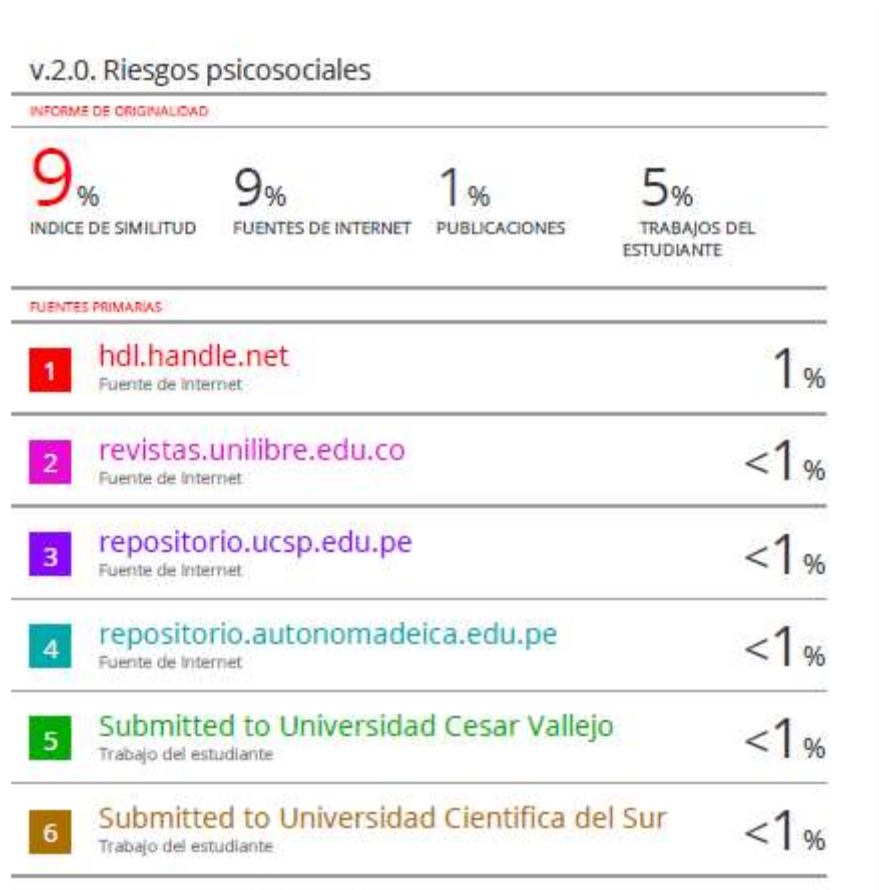 v.2.0. Riesgos psicosociales
INFORME DE ORIGINALIDAD
9% 9% 1% 5%
INDICE DE SIMILITUD FUENTES DE INTERNET PUBLICACIONES TRABAJOS DEL
ESTUDIANTE
FUENTES PRIMARIAS
1 hdl.handle.net 1%
Fuente de Internet
2 revistas.unilibre.edu.co <1%
Fuente de Internet
3 repositorio.ucsp.edu.pe <1%
Fuente de Internet
4 repositorio.autonomadeica.edu.pe <1%
Fuente de Internet
5 Submitted to Universidad Cesar Vallejo <1%
Trabajo del estudiante
6 Submitted to Universidad Cientifica del Sur <1%
Trabajo del estudiante